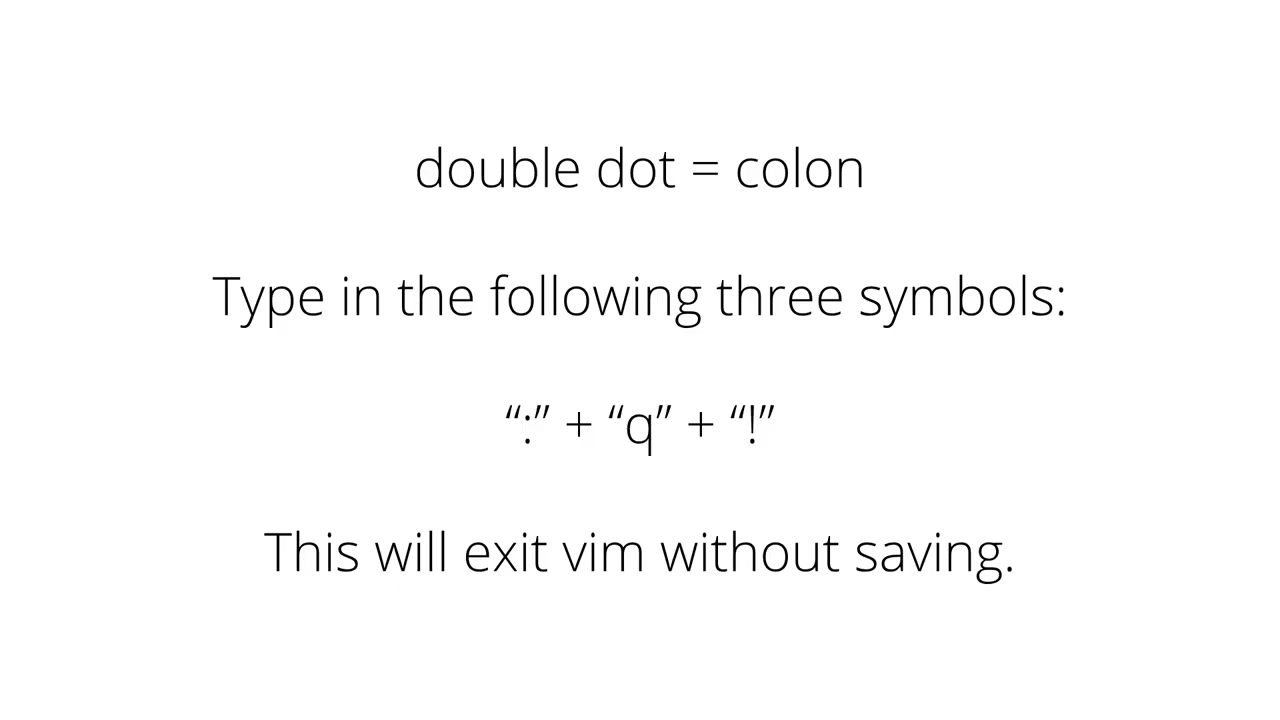 double dot = colon
Type in the following three symbols:
“:” + “q” + “!”
This will exit vim without saving.